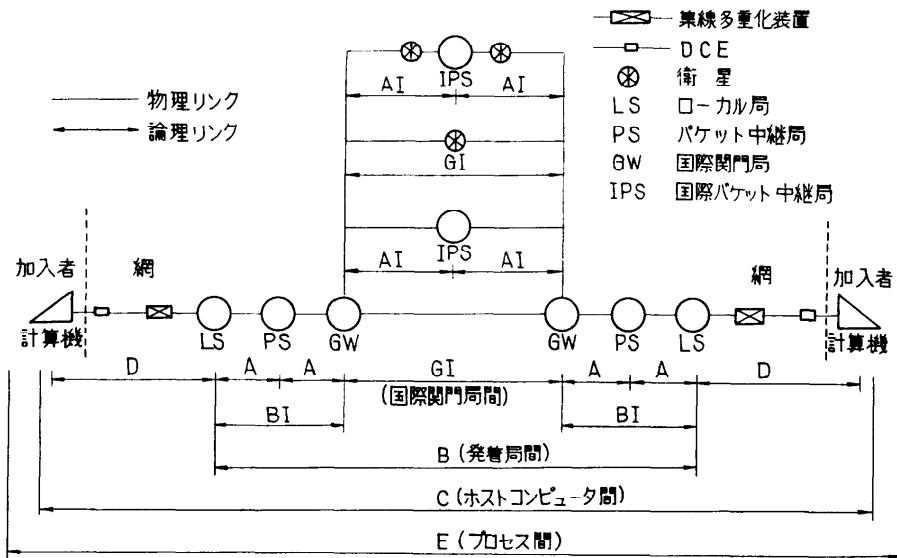 集線多重化装置
DCE
衛星
LS ローカル局
PS パケット中継局
GW 国際関門局
IPS 国際パケット中継局
物理リンク
論理リンク
IPS
AI AI
GI
IPS
AI AI
加入者 網 網 加入者
計算機 LS PS GW GW PS LS 計算機
D A A GI A A D
(国際関門局間)
BI BI
B (発着局間)
C (ホストコンピュータ間)
E (プロセス間)